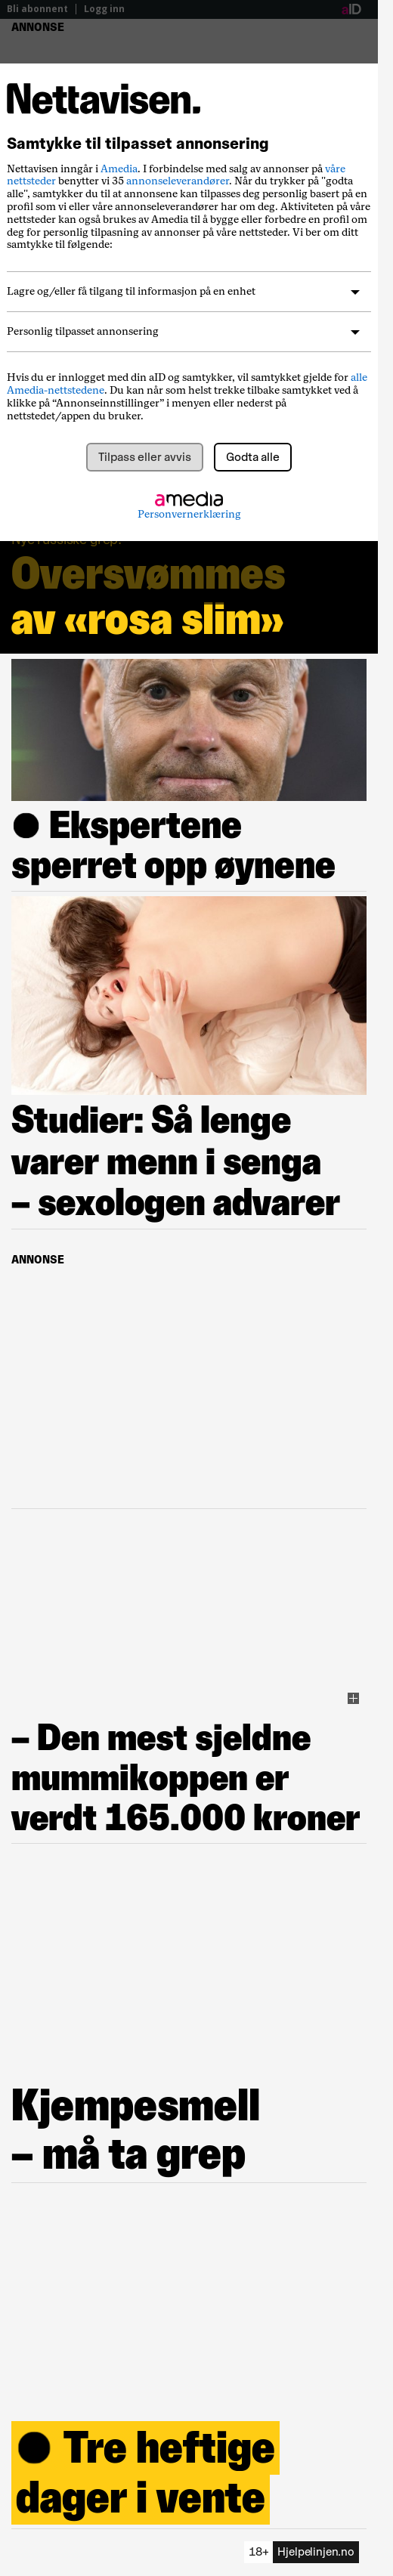 Bli abonnent | Logg inn
aID
ANNONSE
Nettavisen.
Samtykke til tilpasset annonsering
Nettavisen inngår i Amedia. I forbindelse med salg av annonser på våre
nettsteder benytter vi 35 annonseleverandører. Når du trykker på "godta
alle", samtykker du til at annonsene kan tilpasses deg personlig basert på en
profil som vi eller våre annonseleverandører har om deg. Aktiviteten på våre
nettsteder kan også brukes av Amedia til å bygge eller forbedre en profil om
deg for personlig tilpasning av annonser på våre nettsteder. Vi ber om ditt
samtykke til følgende:
Lagre og/eller få tilgang til informasjon på en enhet
Personlig tilpasset annonsering
Hvis du er innlogget med din aID og samtykker, vil samtykket gjelde for alle
Amedia-nettstedene. Du kan når som helst trekke tilbake samtykket ved å
klikke på “Annonseinnstillinger” i menyen eller nederst på
nettstedet/appen du bruker.
Tilpass eller avvis
Godta alle
amedia
Personvernerklæring
Nye russiske grep:
Oversvømmes
av «rosa slim»
● Ekspertene
sperret opp øynene
Studier: Så lenge
varer menn i senga
– sexologen advarer
ANNONSE
– Den mest sjeldne
mummikoppen er
verdt 165.000 kroner
Kjempesmell
– må ta grep
● Tre heftige
dager i vente
18+ Hjelpelinjen.no